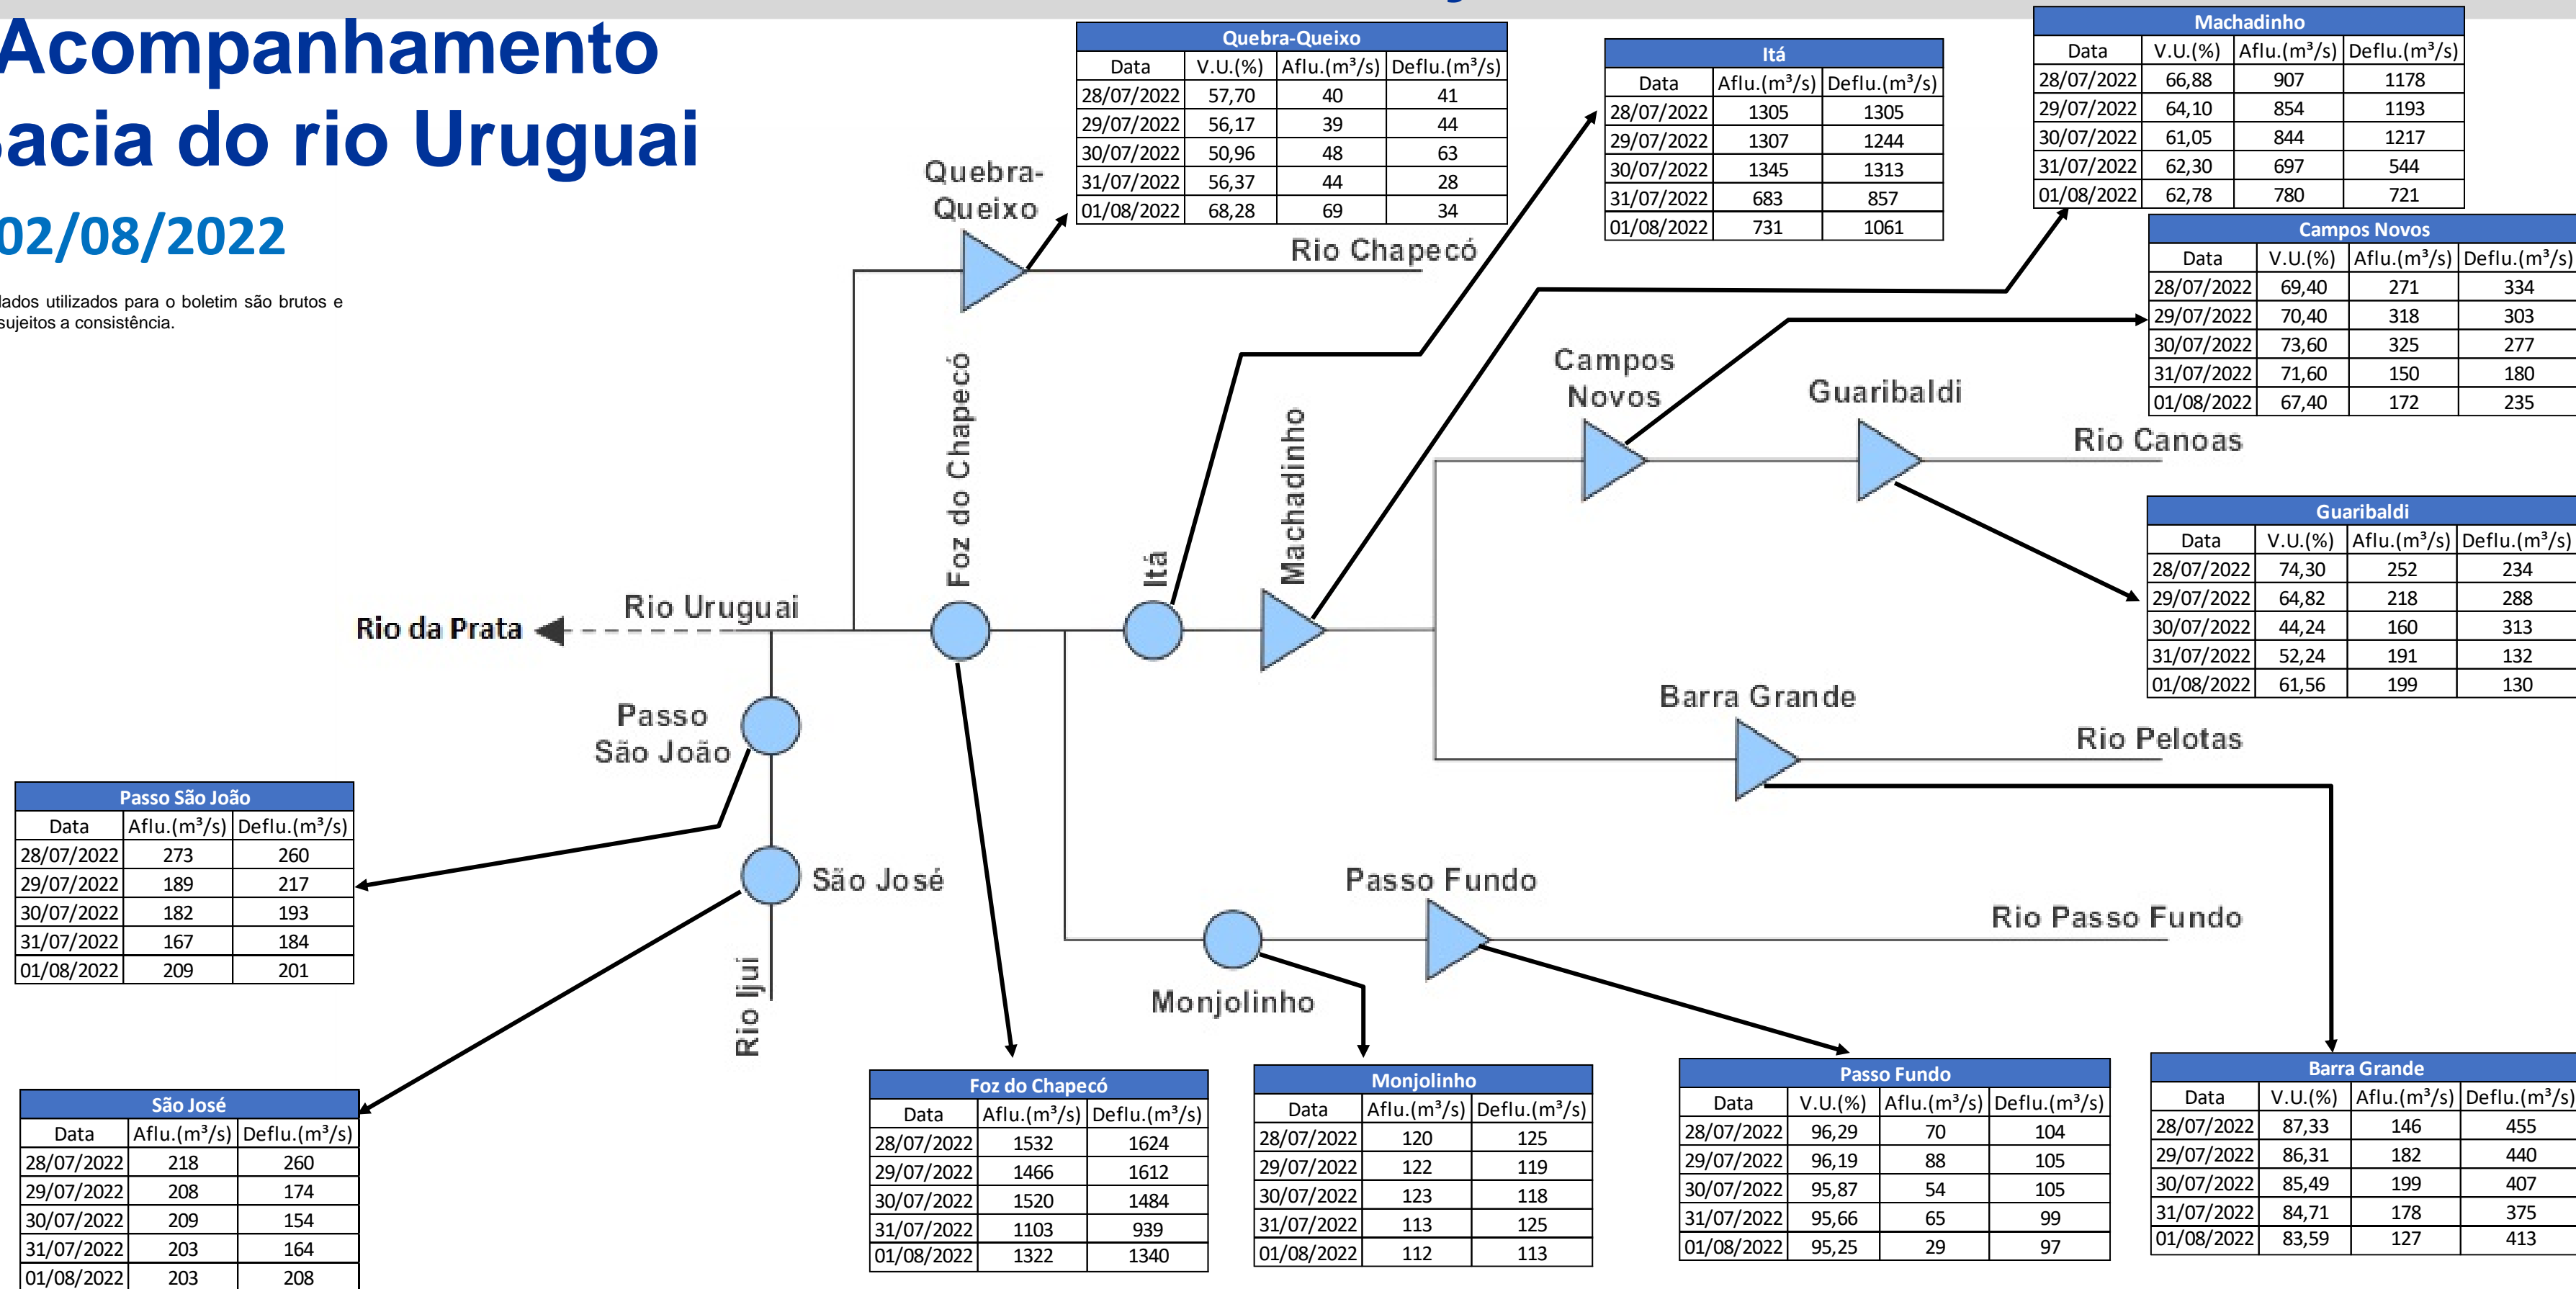 Acompanhamento
Bacia do rio Uruguai
02/08/2022
dados utilizados para o boletim são brutos e
sujeitos a consistência.
Quebra-Queixo
Data V.U.(%) Aflu.(m³/s) Deflu.(m³/s)
28/07/2022 57,70 40 41
29/07/2022 56,17 39 44
30/07/2022 50,96 48 63
31/07/2022 56,37 44 28
01/08/2022 68,28 69 34
Itá
Data Aflu.(m³/s) Deflu.(m³/s)
28/07/2022 1305 1305
29/07/2022 1307 1244
30/07/2022 1345 1313
31/07/2022 683 857
01/08/2022 731 1061
Machadinho
Data V.U.(%) Aflu.(m³/s) Deflu.(m³/s)
28/07/2022 66,88 907 1178
29/07/2022 64,10 854 1193
30/07/2022 61,05 844 1217
31/07/2022 62,30 697 544
01/08/2022 62,78 780 721
Campos Novos
Data V.U.(%) Aflu.(m³/s) Deflu.(m³/s)
28/07/2022 69,40 271 334
29/07/2022 70,40 318 303
30/07/2022 73,60 325 277
31/07/2022 71,60 150 180
01/08/2022 67,40 172 235
Quebra-
Queixo
Rio Chapecó
Foz do Chapecó
Itá
Machadinho
Campos
Novos
Guaribaldi
Rio Canoas
Guaribaldi
Data V.U.(%) Aflu.(m³/s) Deflu.(m³/s)
28/07/2022 74,30 252 234
29/07/2022 64,82 218 288
30/07/2022 44,24 160 313
31/07/2022 52,24 191 132
01/08/2022 61,56 199 130
Rio da Prata
Rio Uruguai
Passo
São João
São José
Rio Ijui
Barra Grande
Rio Pelotas
Passo Fundo
Rio Passo Fundo
Monjolinho
Passo São João
Data Aflu.(m³/s) Deflu.(m³/s)
28/07/2022 273 260
29/07/2022 189 217
30/07/2022 182 193
31/07/2022 167 184
01/08/2022 209 201
São José
Data Aflu.(m³/s) Deflu.(m³/s)
28/07/2022 218 260
29/07/2022 208 174
30/07/2022 209 154
31/07/2022 203 164
01/08/2022 203 208
Foz do Chapecó
Data Aflu.(m³/s) Deflu.(m³/s)
28/07/2022 1532 1624
29/07/2022 1466 1612
30/07/2022 1520 1484
31/07/2022 1103 939
01/08/2022 1322 1340
Monjolinho
Data Aflu.(m³/s) Deflu.(m³/s)
28/07/2022 120 125
29/07/2022 122 119
30/07/2022 123 118
31/07/2022 113 125
01/08/2022 112 113
Passo Fundo
Data V.U.(%) Aflu.(m³/s) Deflu.(m³/s)
28/07/2022 96,29 70 104
29/07/2022 96,19 88 105
30/07/2022 95,87 54 105
31/07/2022 95,66 65 99
01/08/2022 95,25 29 97
Barra Grande
Data V.U.(%) Aflu.(m³/s) Deflu.(m³/s)
28/07/2022 87,33 146 455
29/07/2022 86,31 182 440
30/07/2022 85,49 199 407
31/07/2022 84,71 178 375
01/08/2022 83,59 127 413